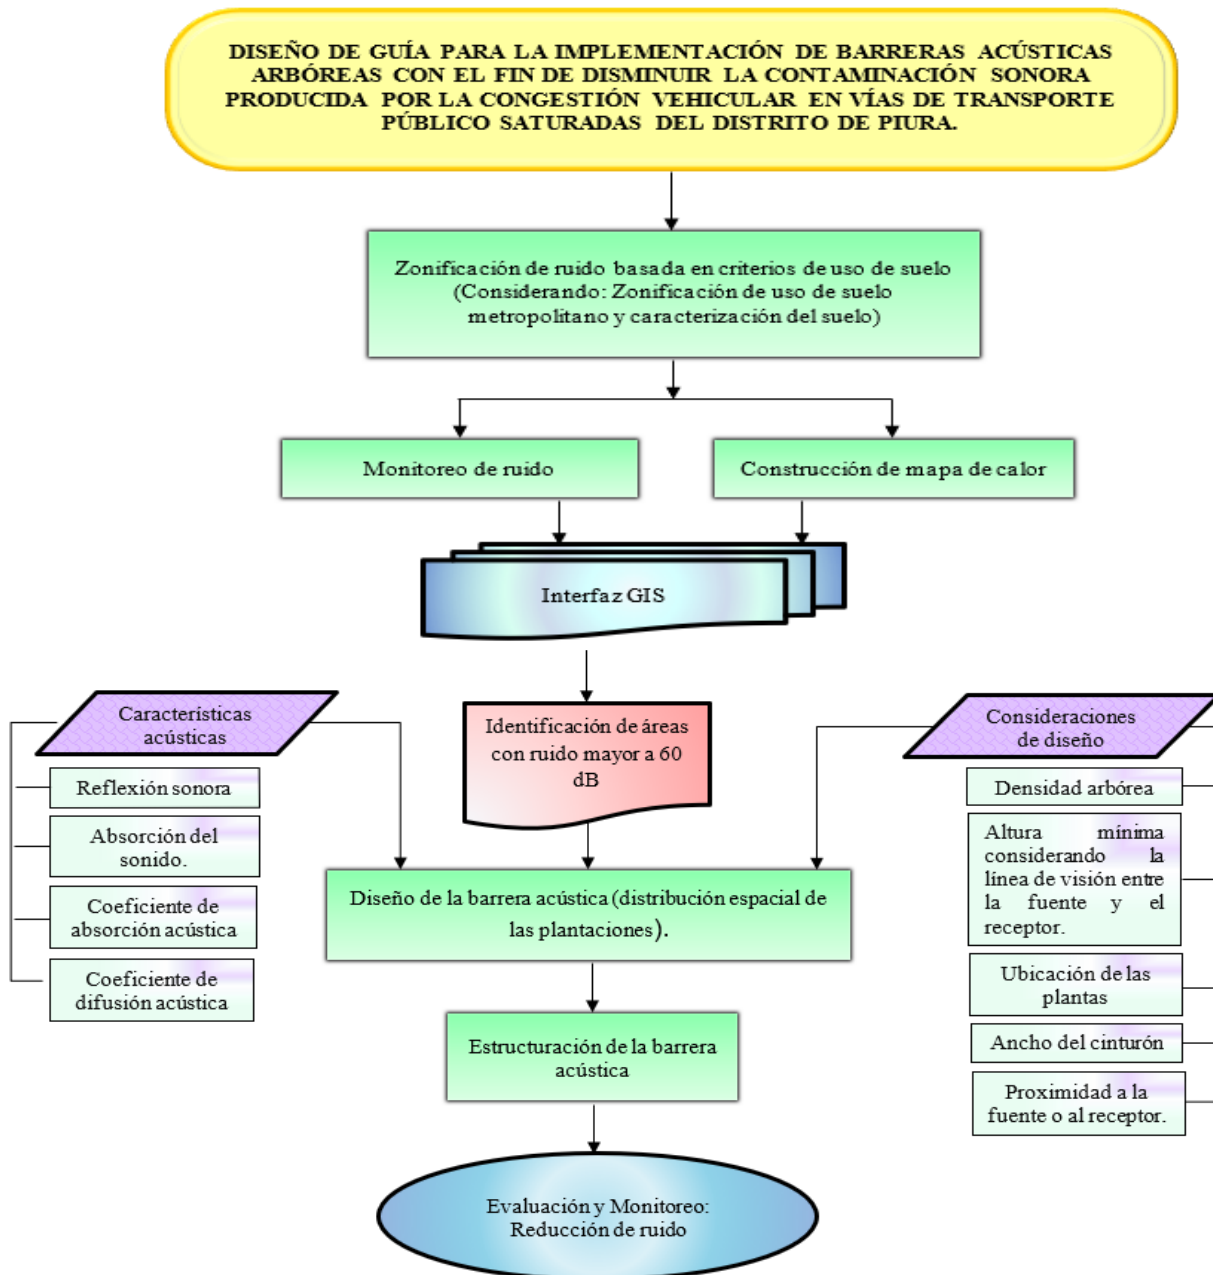 DISEÑO DE GUÍA PARA LA IMPLEMENTACIÓN DE BARRERAS ACÚSTICAS
ARBÓREAS CON EL FIN DE DISMINUIR LA CONTAMINACIÓN SONORA
PRODUCIDA POR LA CONGESTIÓN VEHICULAR EN VÍAS DE TRANSPORTE
PÚBLICO SATURADAS DEL DISTRITO DE PIURA.
Zonificación de ruido basada en criterios de uso de suelo
(Considerando: Zonificación de uso de suelo
metropolitano y caracterización del suelo)
Monitoreo de ruido
Construcción de mapa de calor
Interfaz GIS
Identificación de áreas
con ruido mayor a 60
dB
Características
acústicas
Reflexión sonora
Absorción del
sonido.
Coeficiente de
absorción acústica
Coeficiente de
difusión acústica
Consideraciones
de diseño
Densidad arbórea
Altura mínima
considerando la
línea de visión entre
la fuente y el
receptor.
Ubicación de las
plantas
Ancho del cinturón
Proximidad a la
fuente o al receptor.
Diseño de la barrera acústica (distribución espacial de
las plantaciones).
Estructuración de la barrera
acústica
Evaluación y Monitoreo:
Reducción de ruido